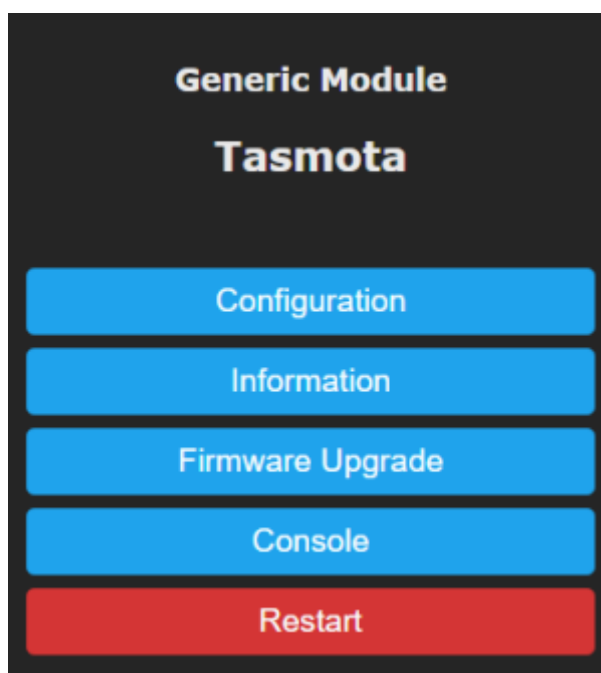 Generic Module
Tasmota
Configuration
Information
Firmware Upgrade
Console
Restart